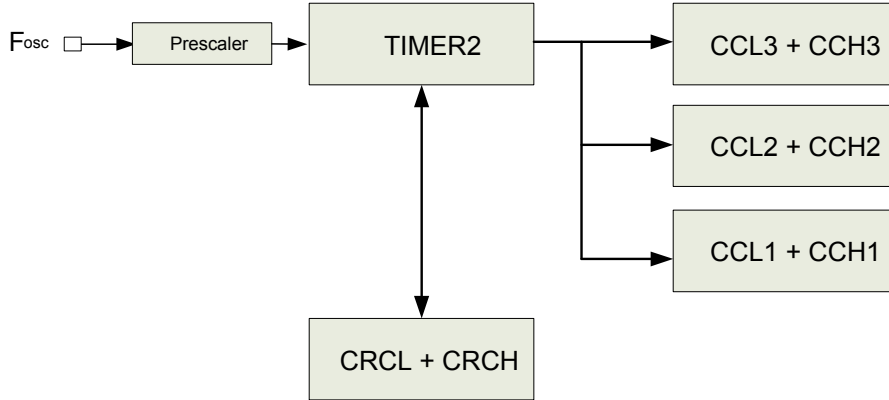 Fosc
Prescaler
TIMER2
CCL3 + CCH3
CCL2 + CCH2
CCL1 + CCH1
CRCL + CRCH